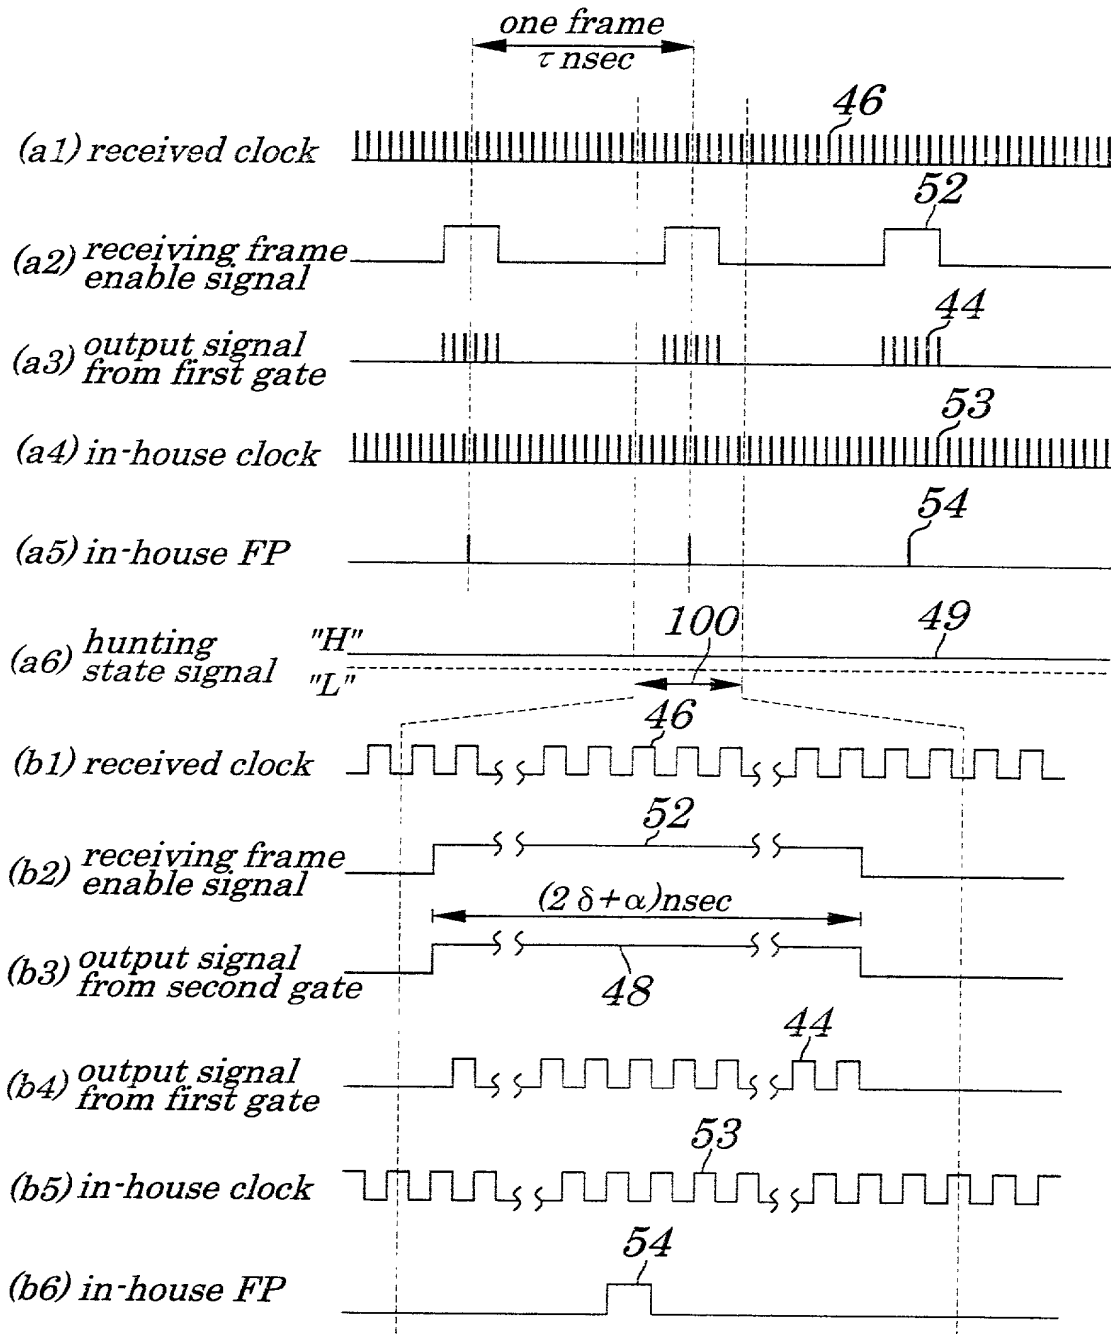 one frame
τ nsec
46
(a1) received clock
52
(a2) receiving frame
enable signal
44
(a3) output signal
from first gate
53
(a4) in-house clock
54
(a5) in-house FP
(a6) hunting
state signal
"H"
"L"
100
49
46
(b1) received clock
52
(b2) receiving frame
enable signal
(2 δ+α)nsec
(b3) output signal
from second gate
48
44
(b4) output signal
from first gate
53
(b5) in-house clock
54
(b6) in-house FP